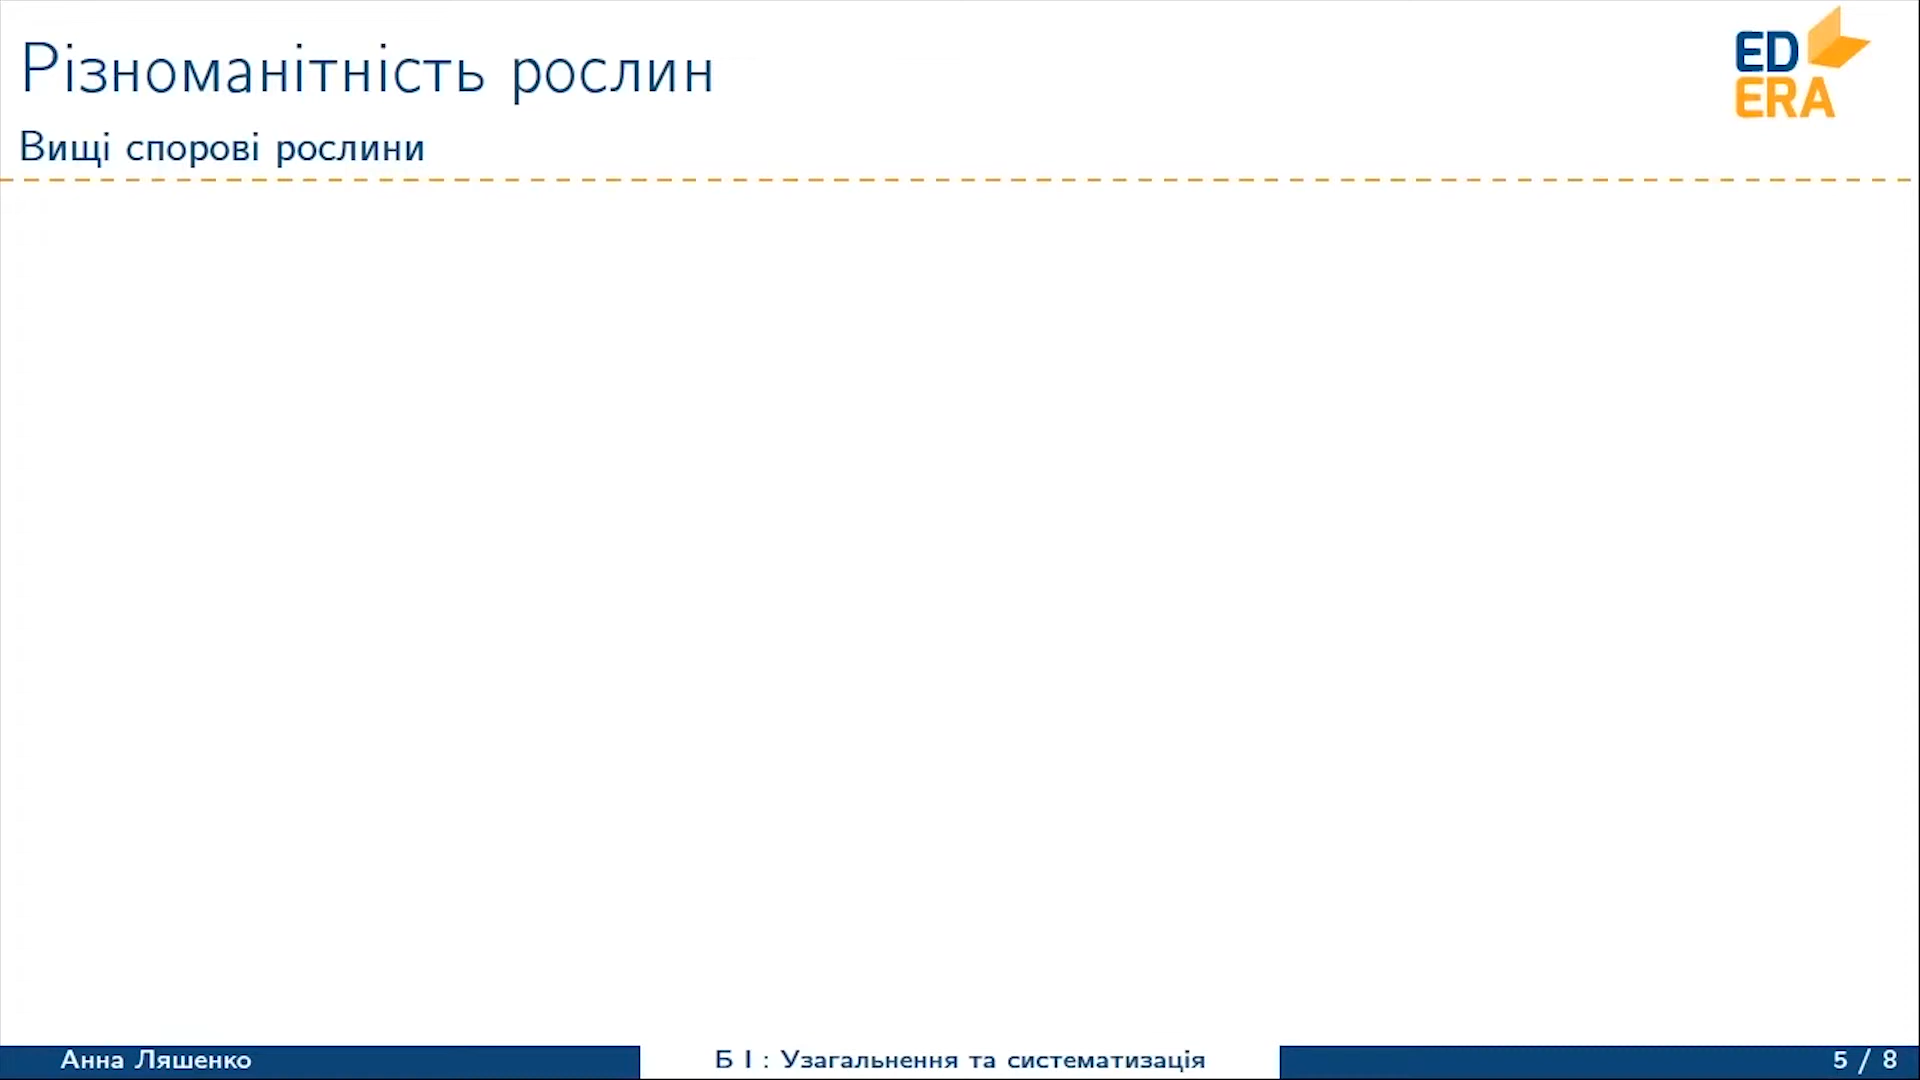 Різноманітність рослин
ED
ERA
Вищі спорові рослини
Анна Ляшенко
Б І : Узагальнення та систематизація
5 / 8